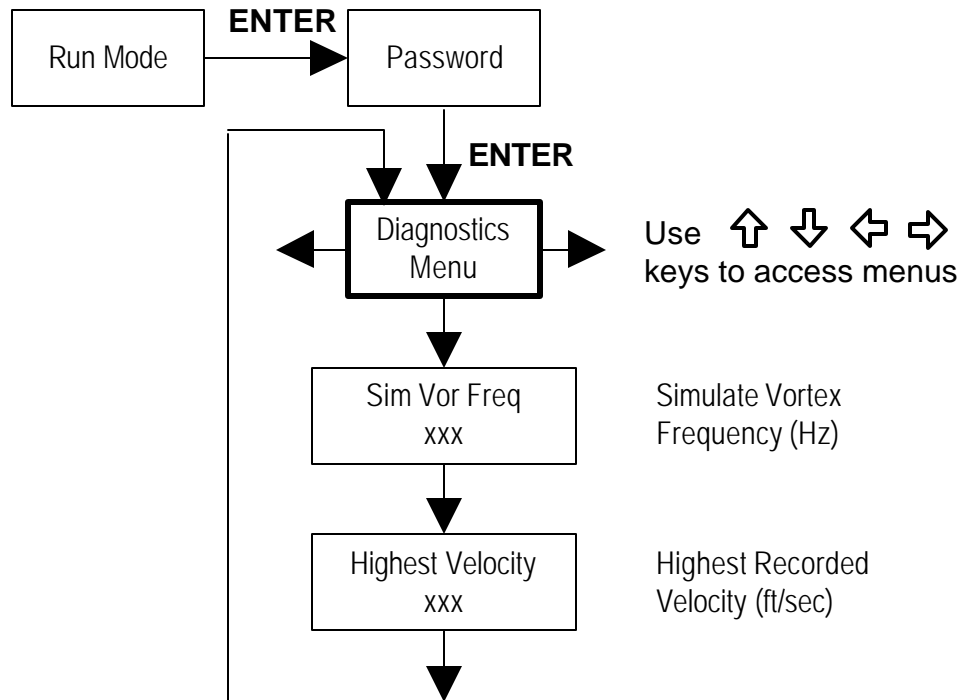 ENTER
Run Mode
Password
ENTER
Diagnostics
Menu
Use
keys to access menus
Sim Vor Freq
xxx
Simulate Vortex
Frequency (Hz)
Highest Velocity
xxx
Highest Recorded
Velocity (ft/sec)